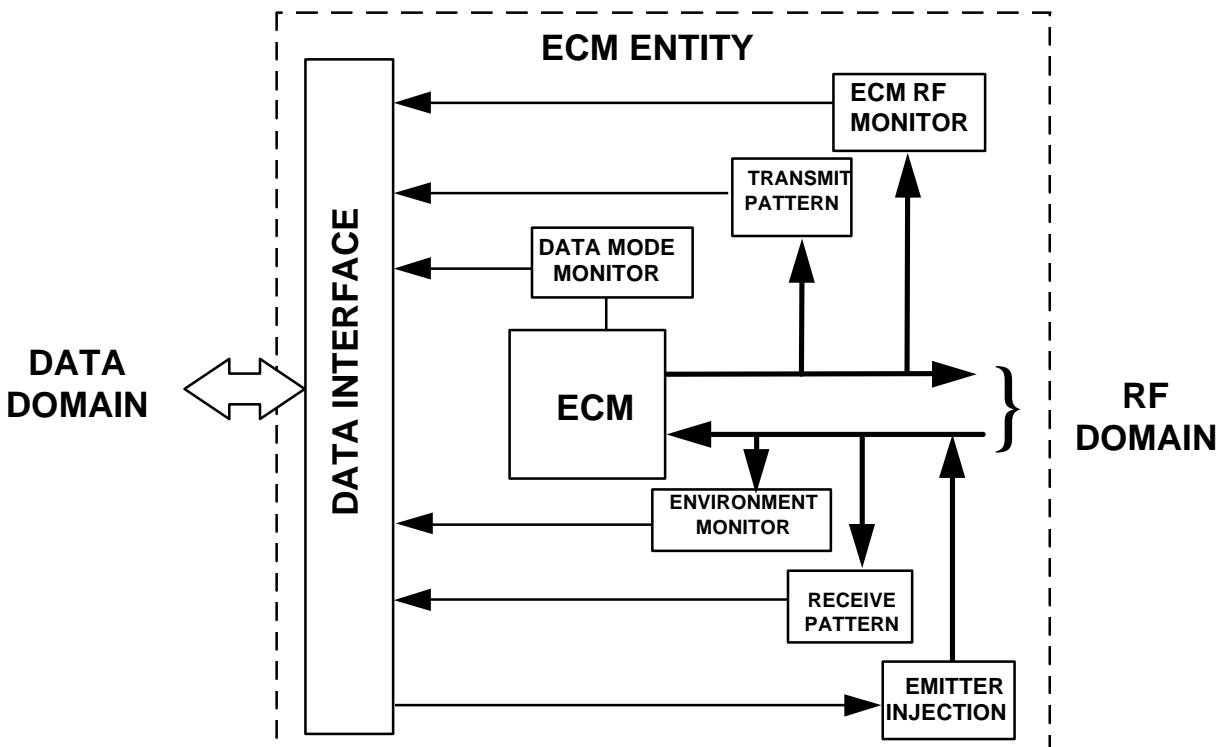 ECM ENTITY
ECM RF
MONITOR
TRANSMIT
PATTERN
DATA MODE
MONITOR
DATA INTERFACE
DATA
DOMAIN
ECM
RF
DOMAIN
ENVIRONMENT
MONITOR
RECEIVE
PATTERN
EMITTER
INJECTION